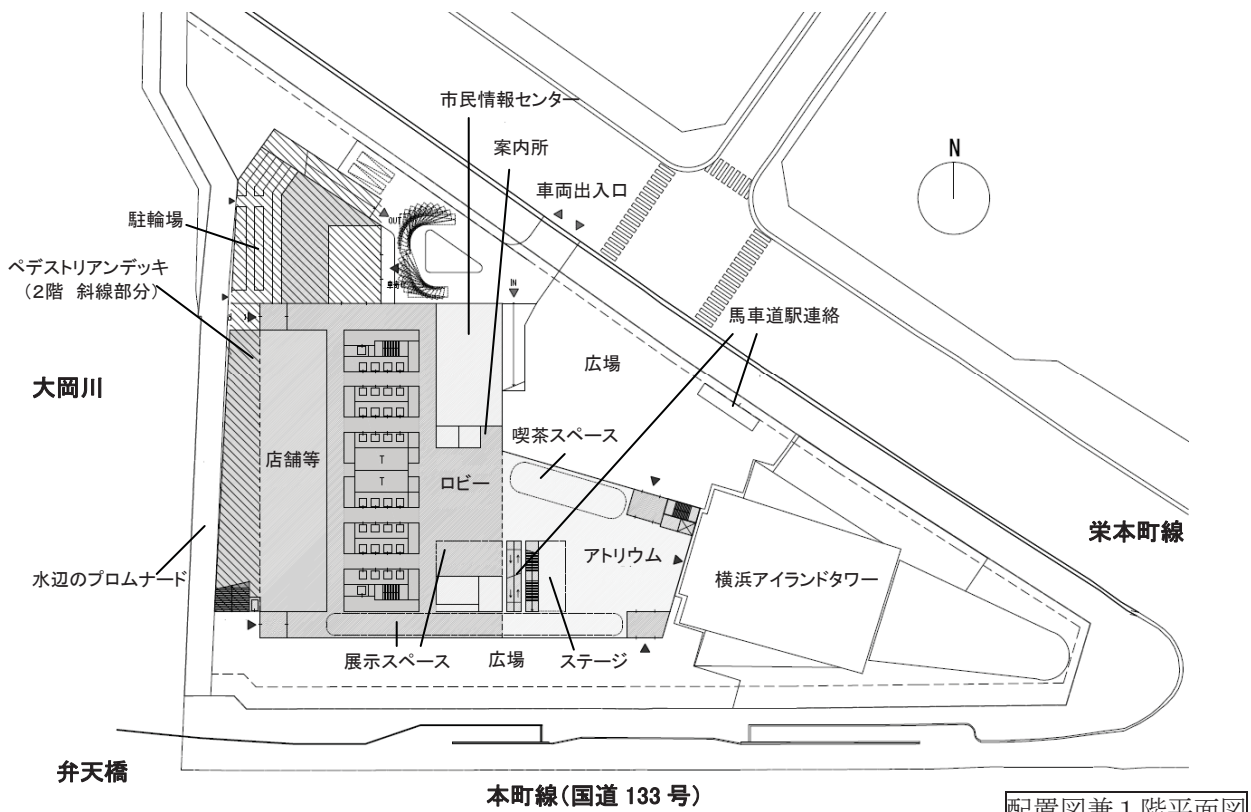 市民情報センター
N
案内所
車両出入口
駐輪場
OUT
ペデストリアンデッキ
(2階 斜線部分)
IN
馬車道駅連絡
広場
大岡川
喫茶スペース
店舗等
T
T
ロビー
栄本町線
アトリウム
横浜アイランドタワー
水辺のプロムナード
展示スペース
広場
ステージ
弁天橋
本町線(国道 133 号)
配置図兼1階平面図